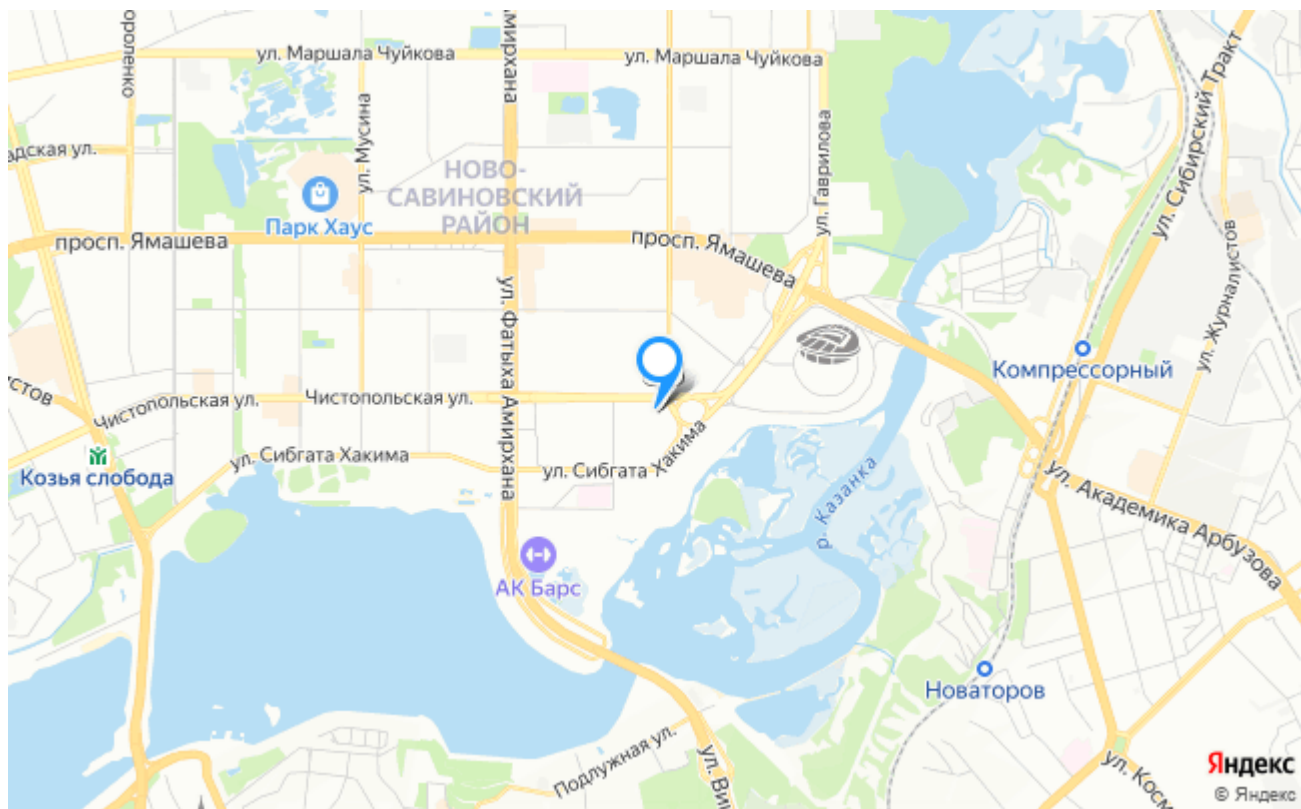 ороленко
ул. Маршала Чуйкова
Амирхана
ул. Маршала Чуйкова
ул. Гаврилова
ул. Сибирский Тракт
адская ул.
ул. Мусина
НОВО-
САВИНОВСКИЙ
РАЙОН
Парк Хаус
просп. Ямашева
просп. Ямашева
ул. Журналистов
ул. Фатыха Амирхана
Компрессорный
стов
Чистопольская ул.
Чистопольская ул.
Козья слобода
ул. Сибгата Хакима
ул. Сибгата Хакима
р. Казанка
ул. Академика Арбузова
АК Барс
Новаторов
Подлужная ул.
ул. Ви
ул. Косм
Яндекс
© Яндекс